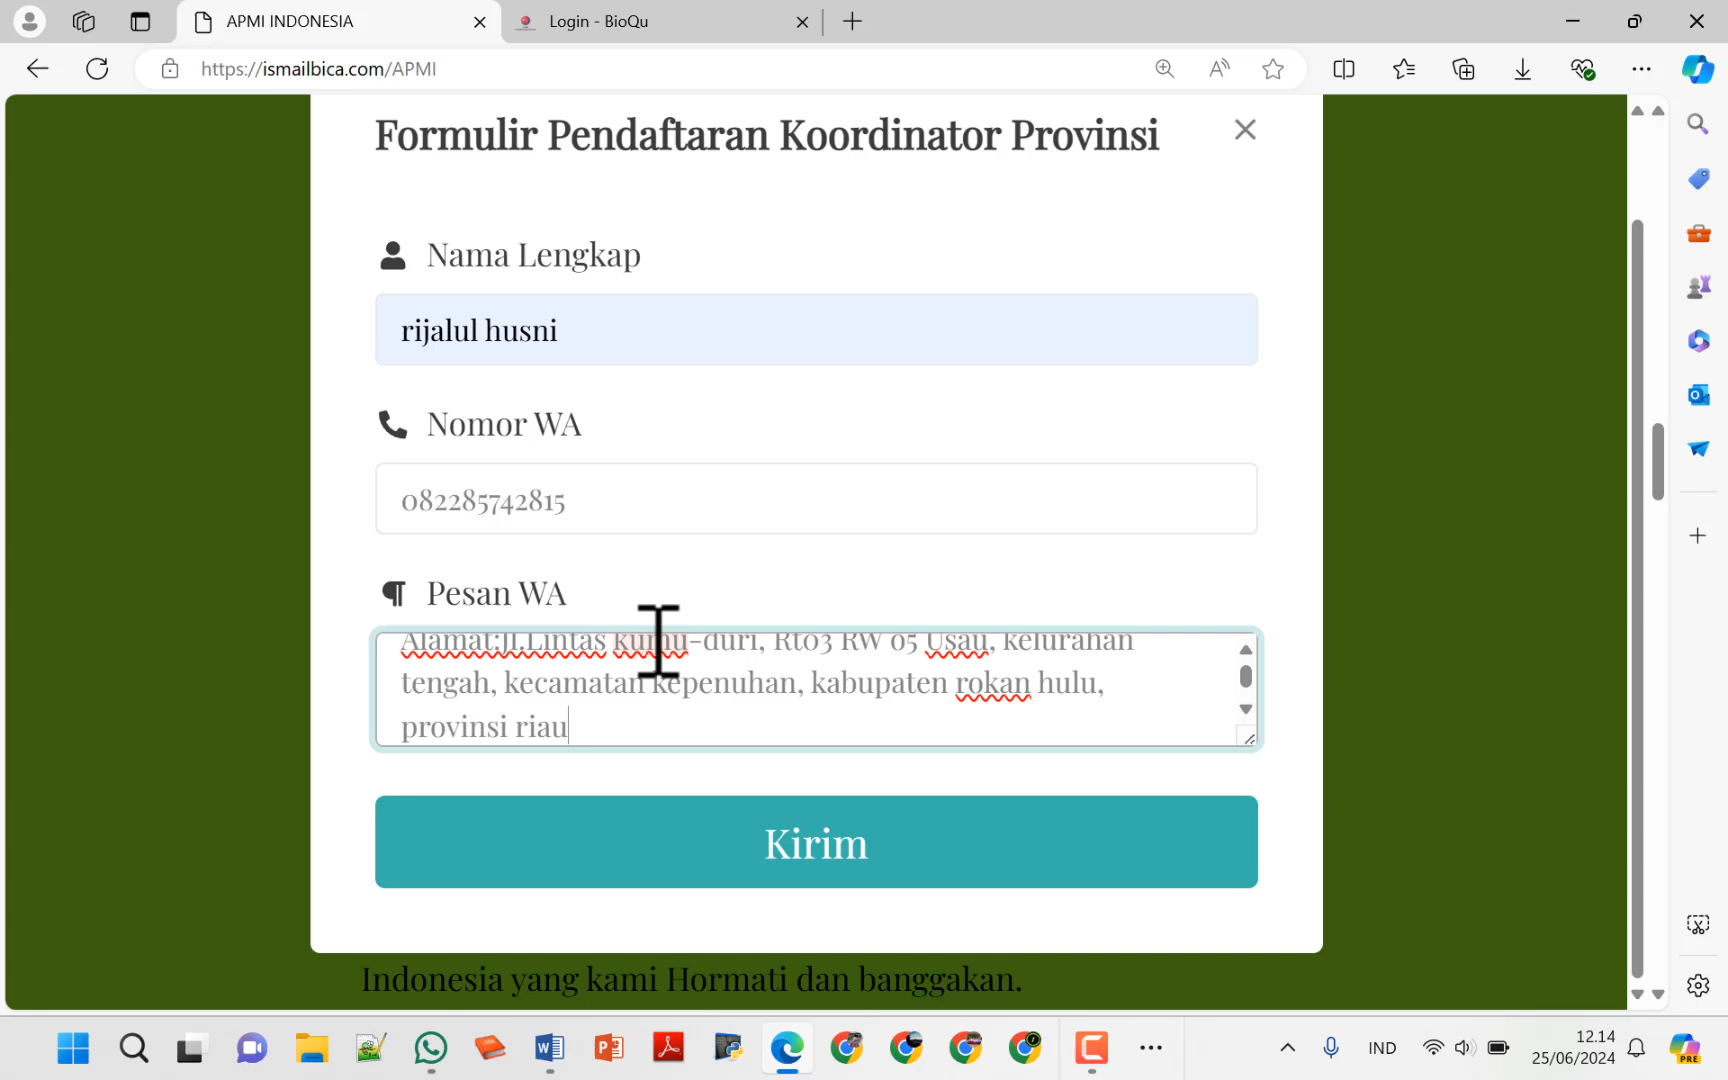 APMI INDONESIA
Login - BioQu
https://ismailbica.com/APMI
Formulir Pendaftaran Koordinator Provinsi
Nama Lengkap
rijalul husni
Nomor WA
082285742815
Pesan WA
Alamat:Jl.Lintas kumu-duri, Rt03 RW 05 Usau, kelurahan
tengah, kecamatan kepenuhan, kabupaten rokan hulu,
provinsi riau
Kirim
Indonesia yang kami Hormati dan banggakan.
IND
12.14
25/06/2024
PRE